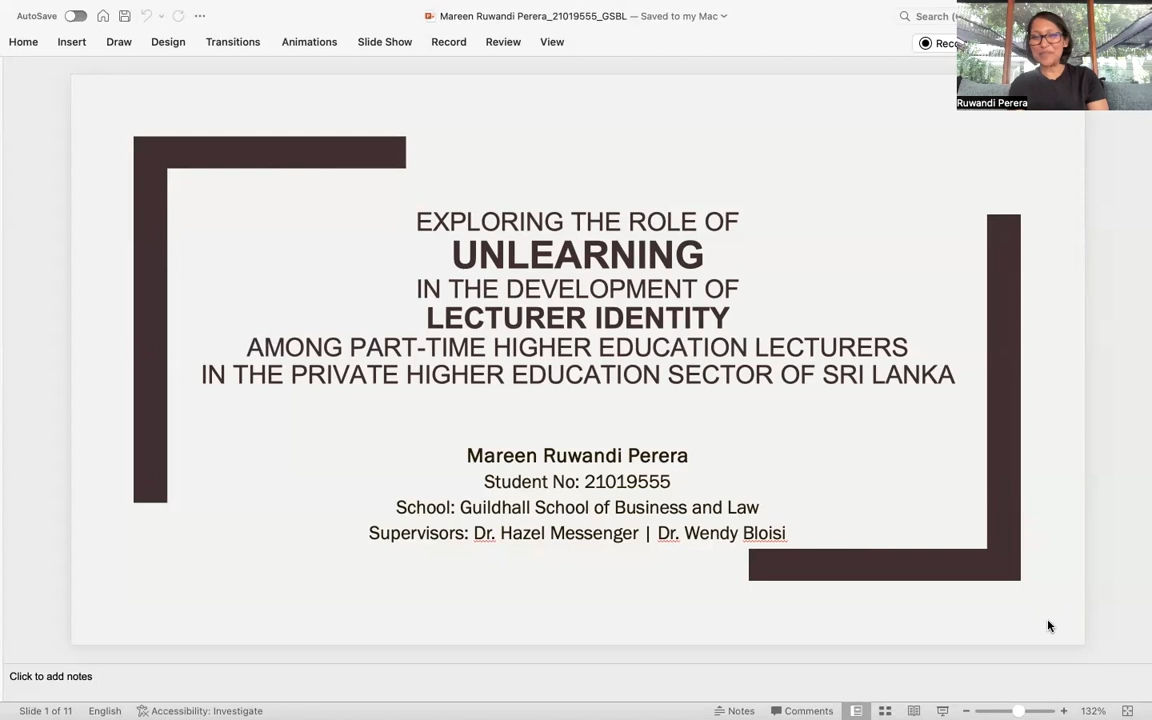 AutoSave
Mareen Ruwandi Perera_21019555_GSBL — Saved to my Mac
Search (
Home Insert Draw Design Transitions Animations Slide Show Record Review View
Rec
Ruwandi Perera
EXPLORING THE ROLE OF
UNLEARNING
IN THE DEVELOPMENT OF
LECTURER IDENTITY
AMONG PART-TIME HIGHER EDUCATION LECTURERS
IN THE PRIVATE HIGHER EDUCATION SECTOR OF SRI LANKA
Mareen Ruwandi Perera
Student No: 21019555
School: Guildhall School of Business and Law
Supervisors: Dr. Hazel Messenger | Dr. Wendy Bloisi
Click to add notes
Slide 1 of 11 English Accessibility: Investigate Notes Comments 132%